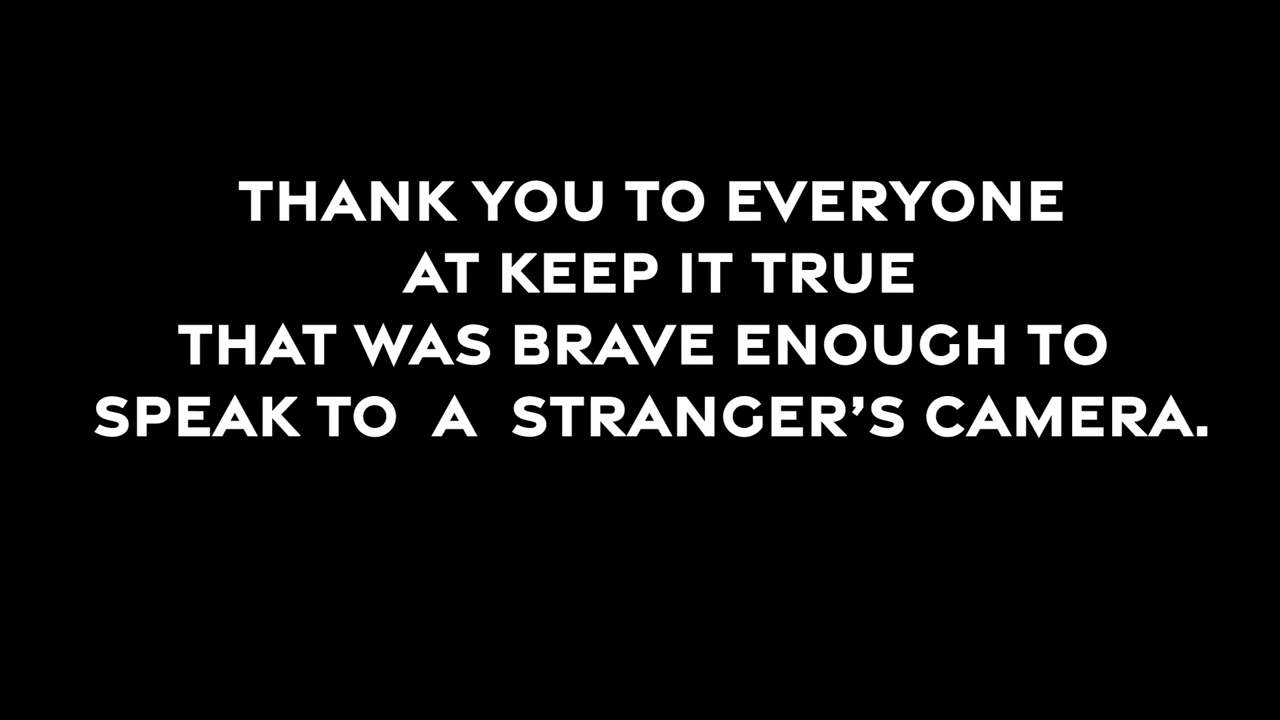 THANK YOU TO EVERYONE
AT KEEP IT TRUE
THAT WAS BRAVE ENOUGH TO
SPEAK TO A STRANGER’S CAMERA.